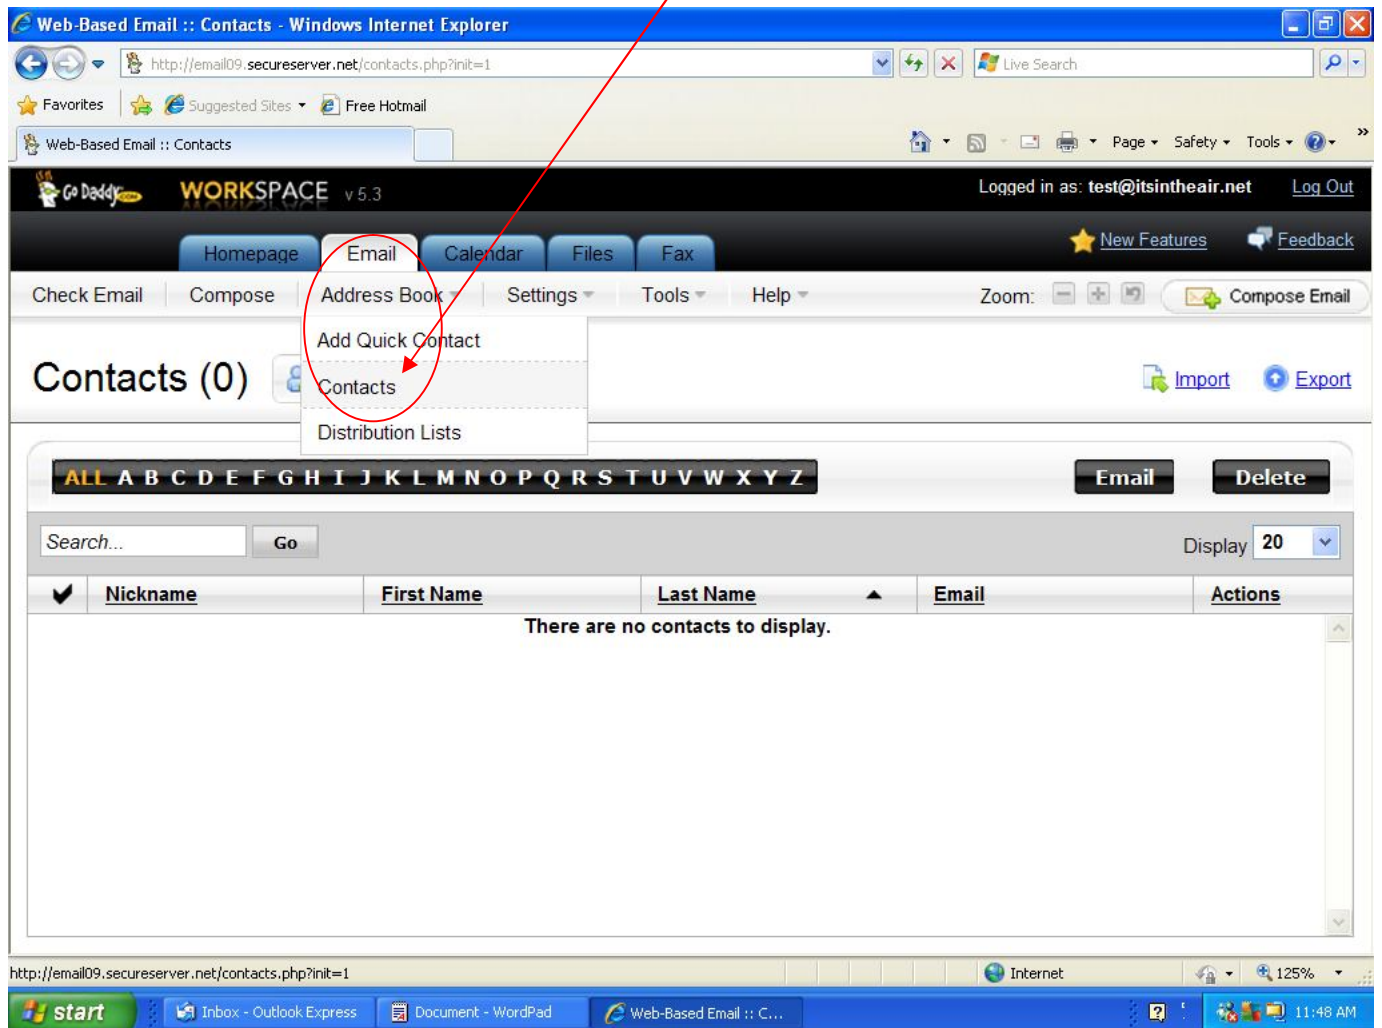 Web-Based Email :: Contacts - Windows Internet Explorer
http://email09.secureserver.net/contacts.php?init=1
Live Search
Favorites
Suggested Sites
Free Hotmail
Web-Based Email :: Contacts
Page
Safety
Tools
Go Daddy.com
WORKSPACE v 5.3
Logged in as: test@itsintheair.net
Log Out
Homepage
Email
Calendar
Files
Fax
New Features
Feedback
Check Email
Compose
Address Book
Settings
Tools
Help
Zoom:
Compose Email
Add Quick Contact
Contacts (0)
Contacts
Import
Export
Distribution Lists
ALL A B C D E F G H I J K L M N O P Q R S T U V W X Y Z
Email
Delete
Search...
Go
Display 20
Nickname
First Name
Last Name
Email
Actions
There are no contacts to display.
http://email09.secureserver.net/contacts.php?init=1
Internet
125%
start
Inbox - Outlook Express
Document - WordPad
Web-Based Email :: C...
11:48 AM